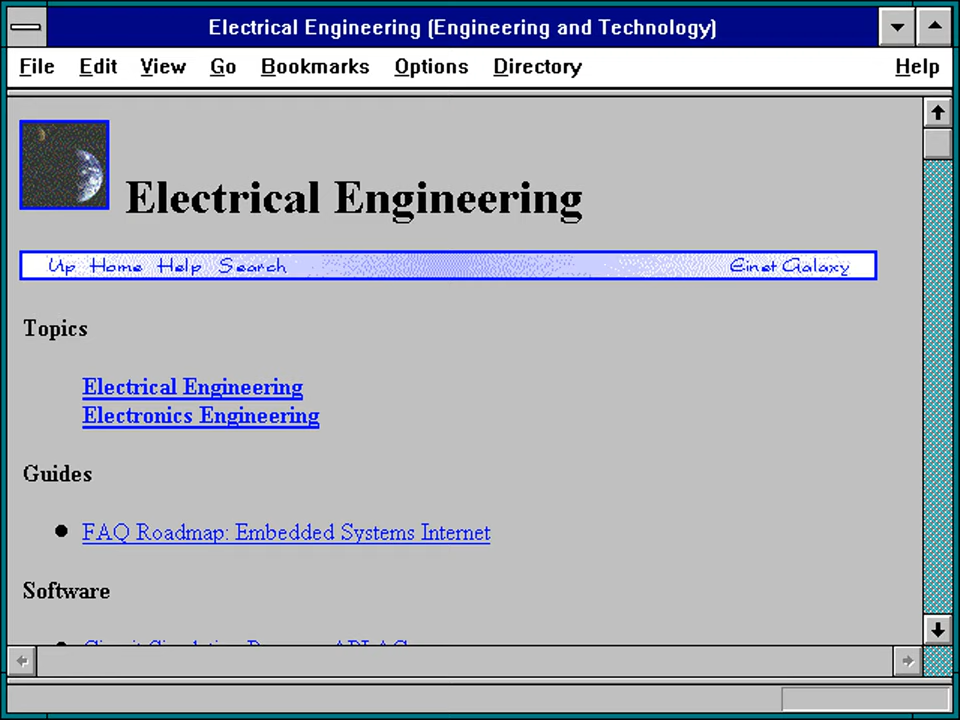 Electrical Engineering (Engineering and Technology)
File Edit View Go Bookmarks Options Directory Help
Electrical Engineering
Up Home Help Search Einet Galaxy
Topics
Electrical Engineering
Electronics Engineering
Guides
FAQ Roadmap: Embedded Systems Internet
Software